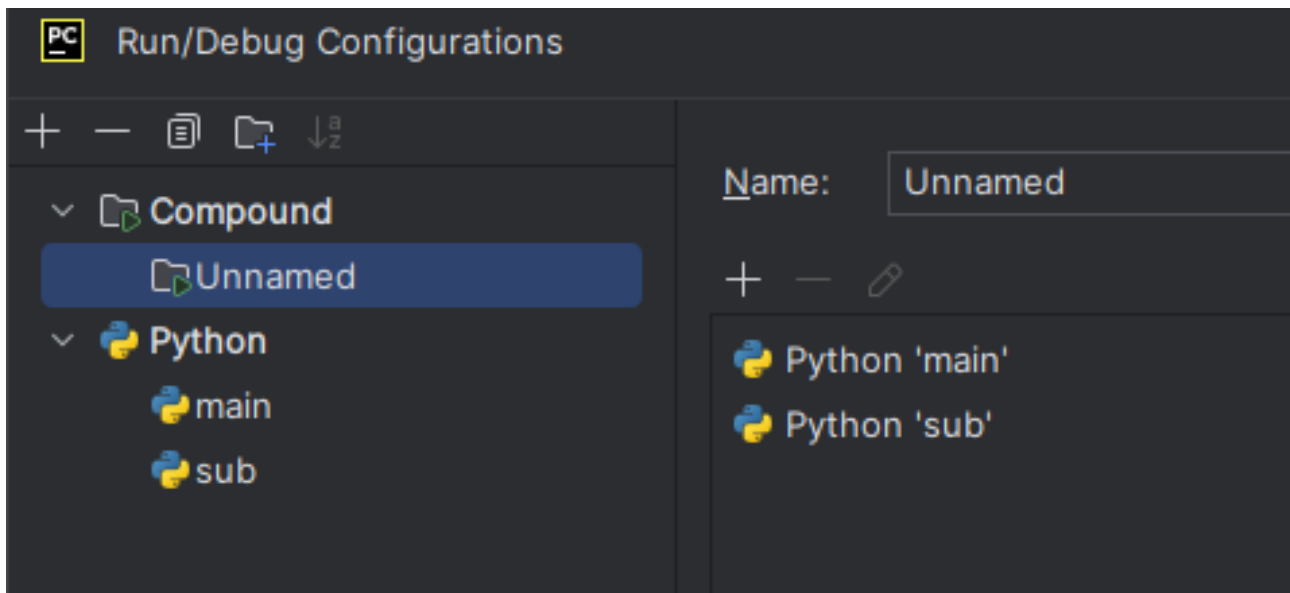 PC Run/Debug Configurations
Compound
Unnamed
Python
main
sub
Name: Unnamed
Python 'main'
Python 'sub'